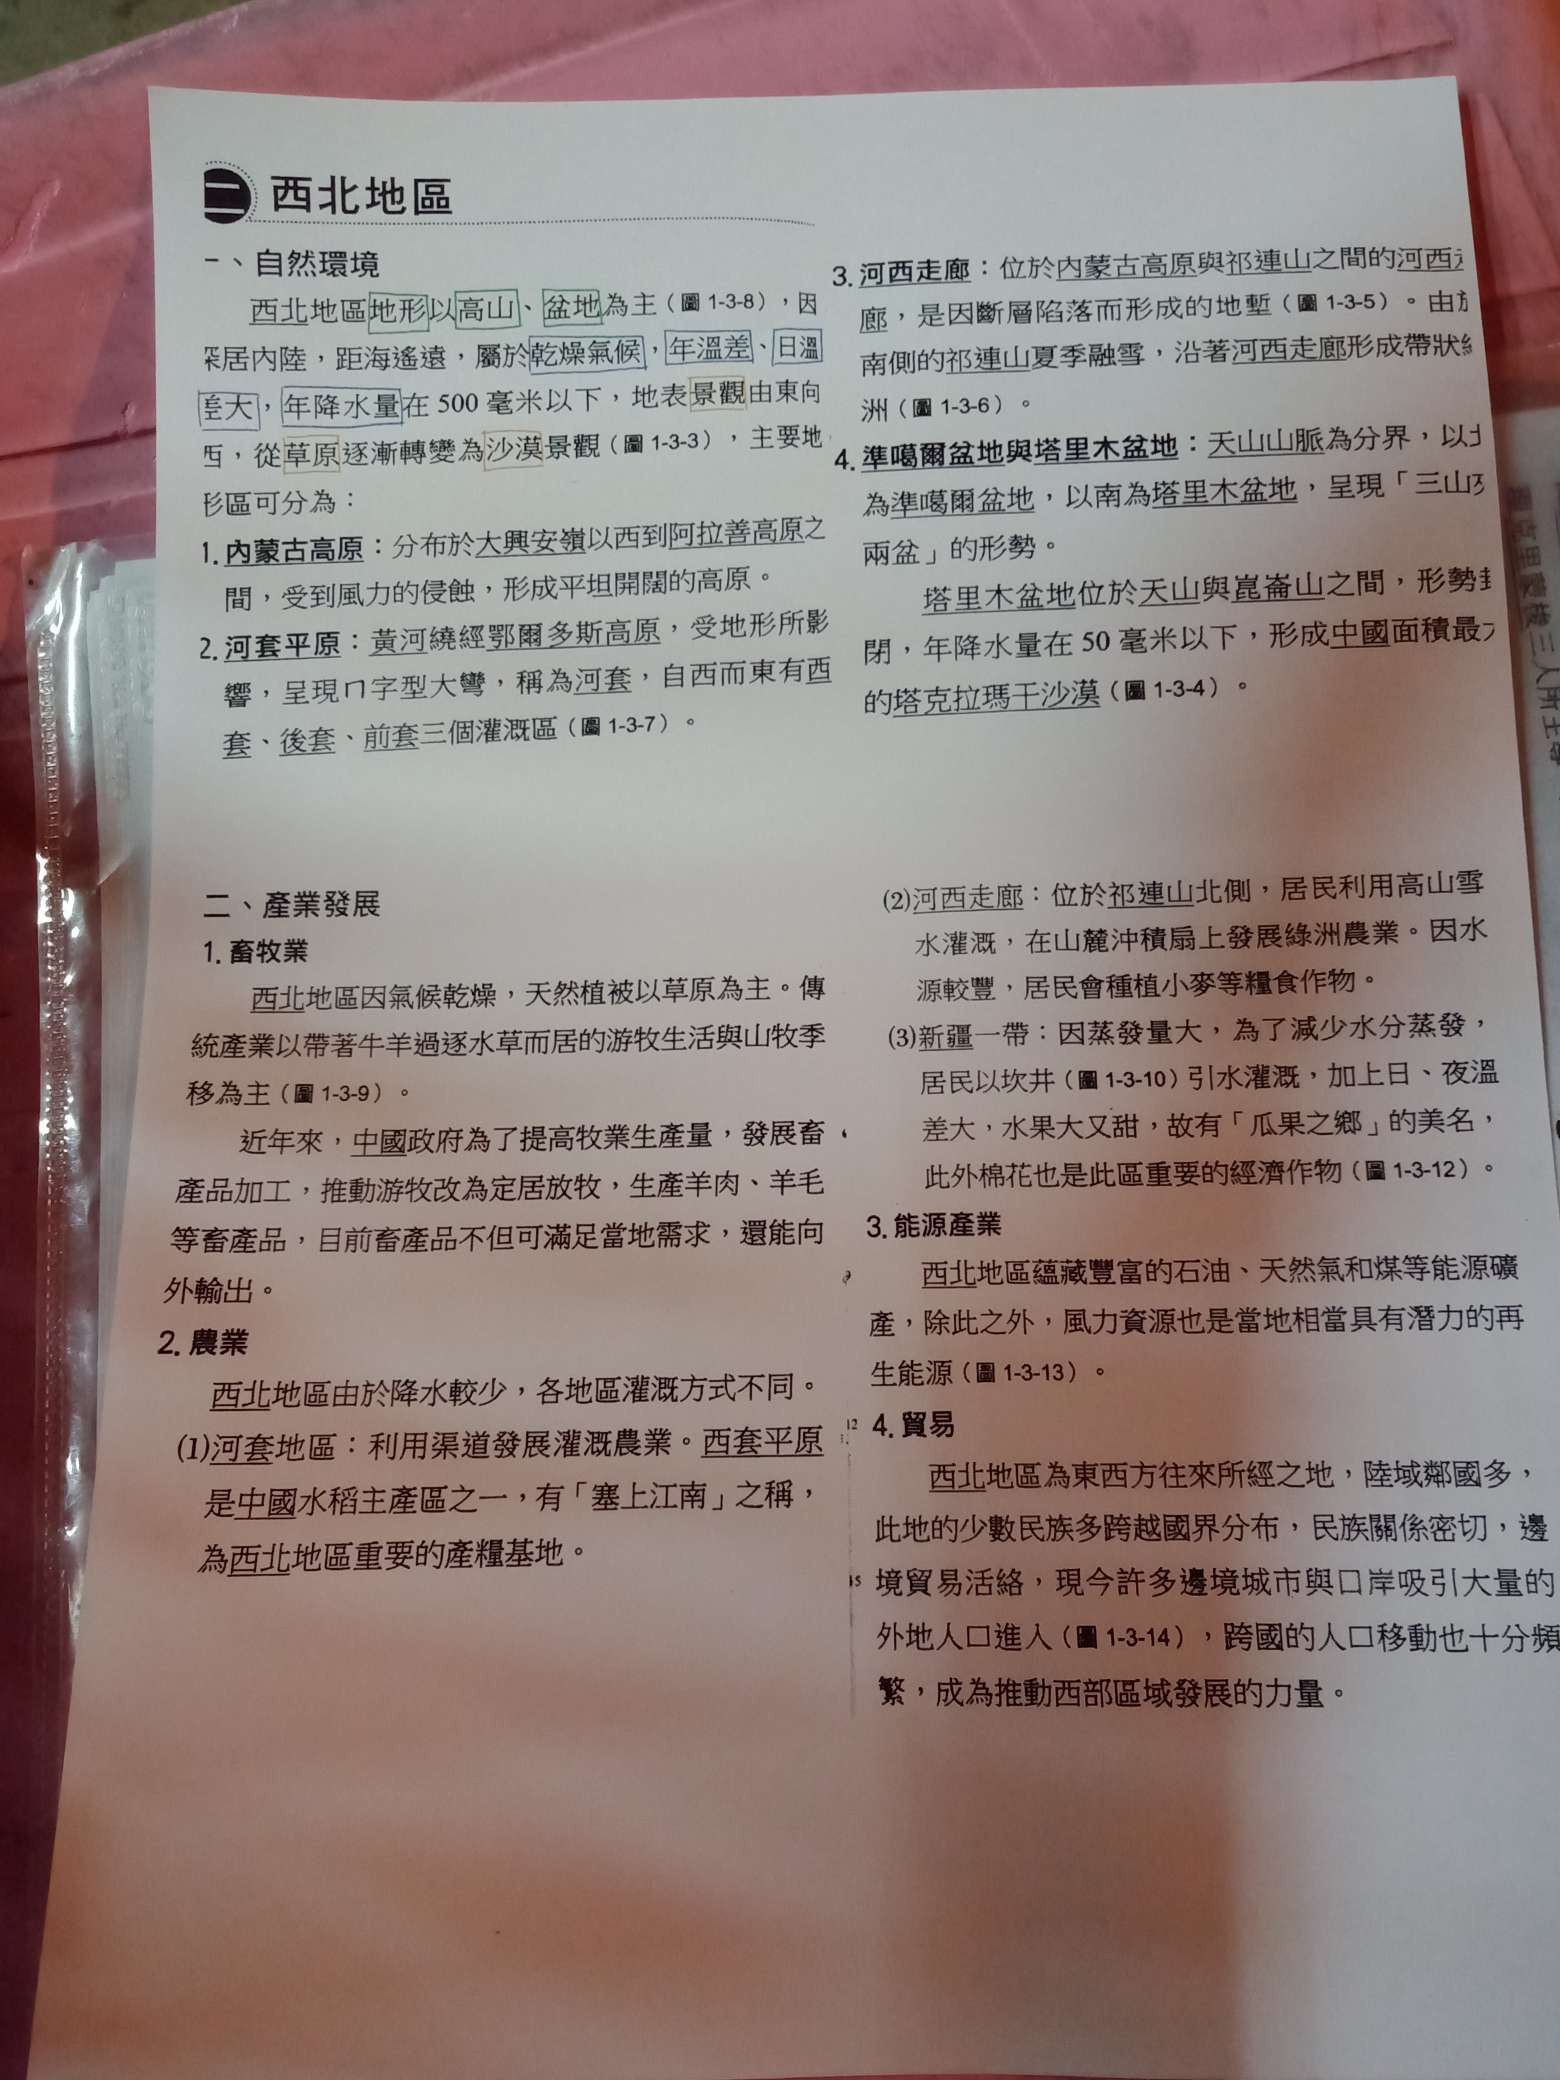 二 西北地區
一、自然環境
西北地區地形以高山、盆地為主（圖 1-3-8），因
深居內陸，距海遙遠，屬於乾燥氣候，年溫差、日溫
差大，年降水量在 500 毫米以下，地表景觀由東向
西，從草原逐漸轉變為沙漠景觀（圖 1-3-3），主要地
形區可分為：
1. 內蒙古高原：分布於大興安嶺以西到阿拉善高原之
間，受到風力的侵蝕，形成平坦開闊的高原。
2. 河套平原：黃河繞經鄂爾多斯高原，受地形所影
響，呈現ㄇ字型大彎，稱為河套，自西而東有西
套、後套、前套三個灌溉區（圖 1-3-7）。
3. 河西走廊：位於內蒙古高原與祁連山之間的河西走
廊，是因斷層陷落而形成的地塹（圖 1-3-5）。由於
南側的祁連山夏季融雪，沿著河西走廊形成帶狀綠
洲（圖 1-3-6）。
4. 準噶爾盆地與塔里木盆地：天山山脈為分界，以北
為準噶爾盆地，以南為塔里木盆地，呈現「三山夾
兩盆」的形勢。
塔里木盆地位於天山與崑崙山之間，形勢封
閉，年降水量在 50 毫米以下，形成中國面積最大
的塔克拉瑪干沙漠（圖 1-3-4）。
二、產業發展
1. 畜牧業
西北地區因氣候乾燥，天然植被以草原為主。傳
統產業以帶著牛羊過逐水草而居的游牧生活與山牧季
移為主（圖 1-3-9）。
近年來，中國政府為了提高牧業生產量，發展畜
產品加工，推動游牧改為定居放牧，生產羊肉、羊毛
等畜產品，目前畜產品不但可滿足當地需求，還能向
外輸出。
2. 農業
西北地區由於降水較少，各地區灌溉方式不同。
(1)河套地區：利用渠道發展灌溉農業。西套平原
是中國水稻主產區之一，有「塞上江南」之稱，
為西北地區重要的產糧基地。
(2)河西走廊：位於祁連山北側，居民利用高山雪
水灌溉，在山麓沖積扇上發展綠洲農業。因水
源較豐，居民會種植小麥等糧食作物。
(3)新疆一帶：因蒸發量大，為了減少水分蒸發，
居民以坎井（圖 1-3-10）引水灌溉，加上日、夜溫
差大，水果大又甜，故有「瓜果之鄉」的美名，
此外棉花也是此區重要的經濟作物（圖 1-3-12）。
3. 能源產業
西北地區蘊藏豐富的石油、天然氣和煤等能源礦
產，除此之外，風力資源也是當地相當具有潛力的再
生能源（圖 1-3-13）。
12
4. 貿易
西北地區為東西方往來所經之地，陸域鄰國多，
此地的少數民族多跨越國界分布，民族關係密切，邊
15
境貿易活絡，現今許多邊境城市與口岸吸引大量的
外地人口進入（圖 1-3-14），跨國的人口移動也十分頻
繁，成為推動西部區域發展的力量。
三人所主導